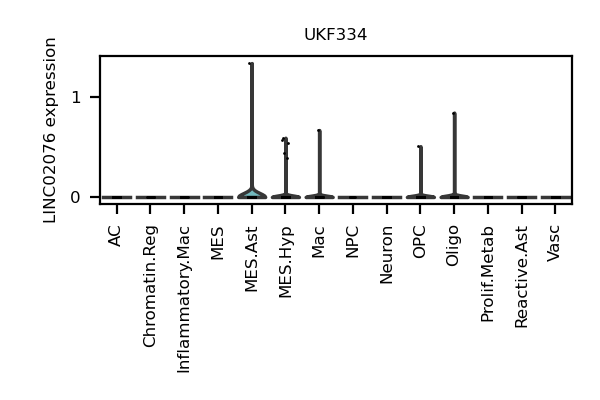 UKF334
LINC02076 expression
1
0
AC
Chromatin.Reg
Inflammatory.Mac
MES
MES.Ast
MES.Hyp
Mac
NPC
Neuron
OPC
Oligo
Prolif.Metab
Reactive.Ast
Vasc